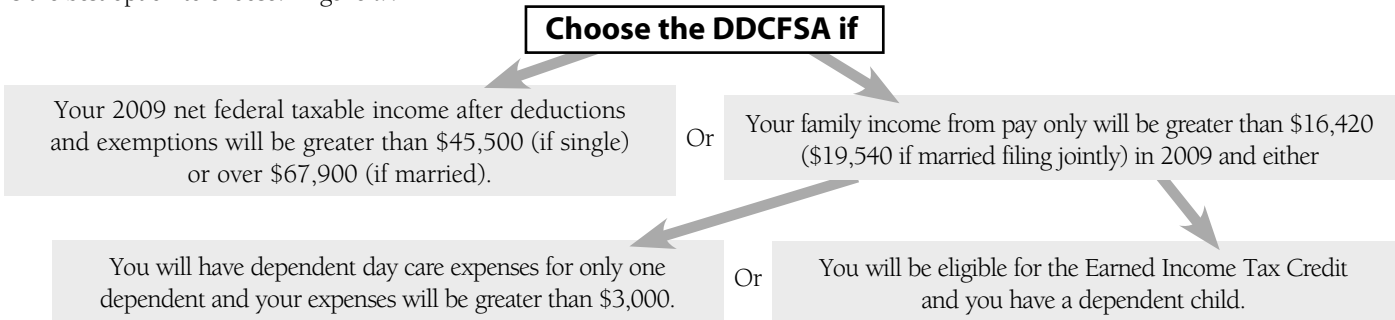 Choose the DDCFSA if
Your 2009 net federal taxable income after deductions
and exemptions will be greater than $45,500 (if single)
or over $67,900 (if married).
Or
Your family income from pay only will be greater than $16,420
($19,540 if married filing jointly) in 2009 and either
You will have dependent day care expenses for only one
dependent and your expenses will be greater than $3,000.
Or
You will be eligible for the Earned Income Tax Credit
and you have a dependent child.